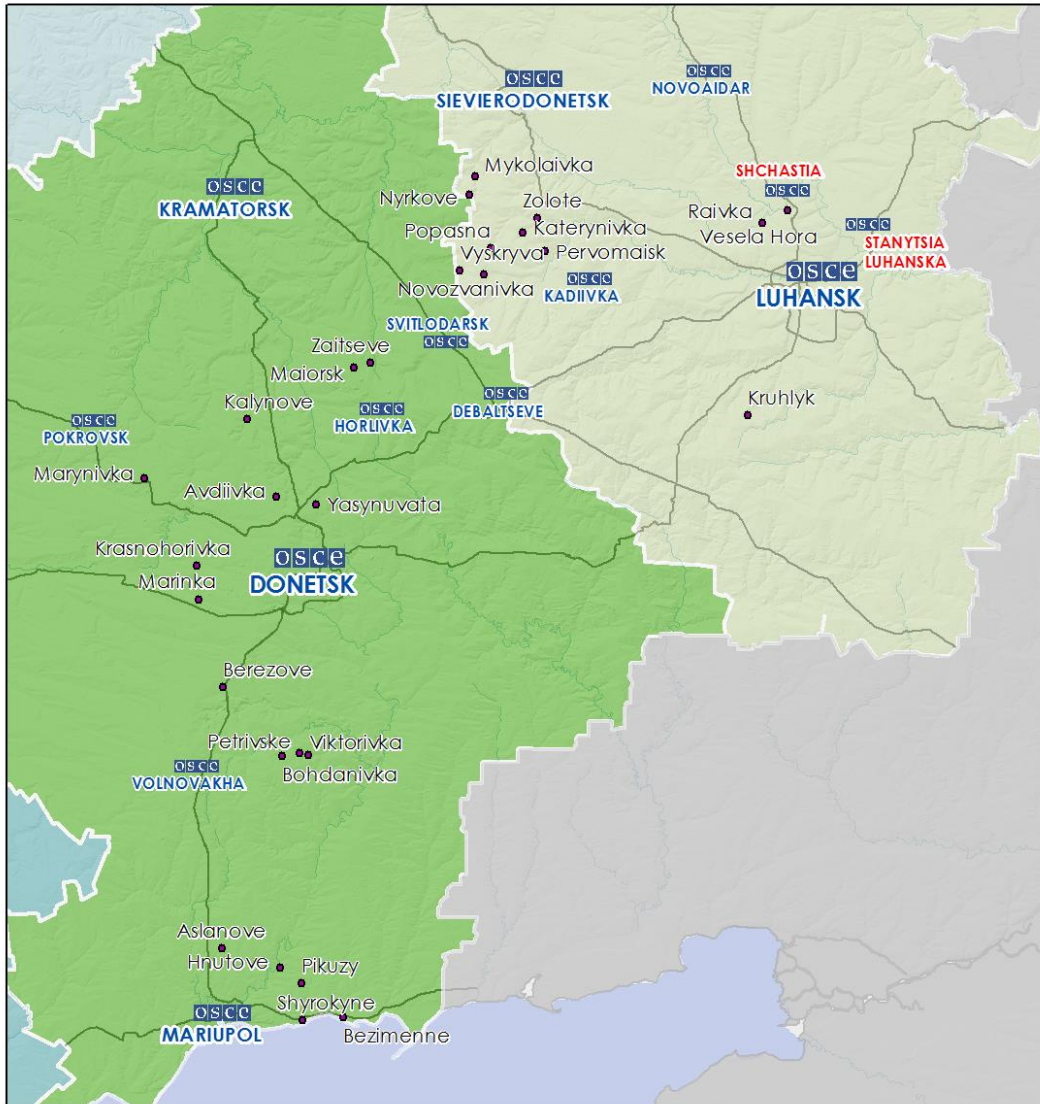 osce
SIEVIERODONETSK
osce
NOVOAIDAR
Mykolaivka
SHCHASTIA
osce
osce
KRAMATORSK
Nyrkove
Zolote
Raivka
Popasna
Katerynivka
Vesela Hora
osce
STANYTSIA
LUHANSKA
Vyskryva
Pervomaisk
Novozvanivka
osce
KADIIVKA
osce
LUHANSK
SVITLODARSK
osce
Zaitseve
Maiorsk
Kalynove
osce
HORLIVKA
osce
DEBALTSEVE
Kruhlyk
osce
POKROVSK
Marynivka
Avdiivka
Yasynuvata
Krasnohorivka
osce
DONETSK
Marinka
Berezove
Petrivske
Viktorivka
Bohdanivka
osce
VOLNOVAKHA
Aslanove
Hnutove
Pikuzy
osce
MARIUPOL
Shyrokyne
Bezimenne